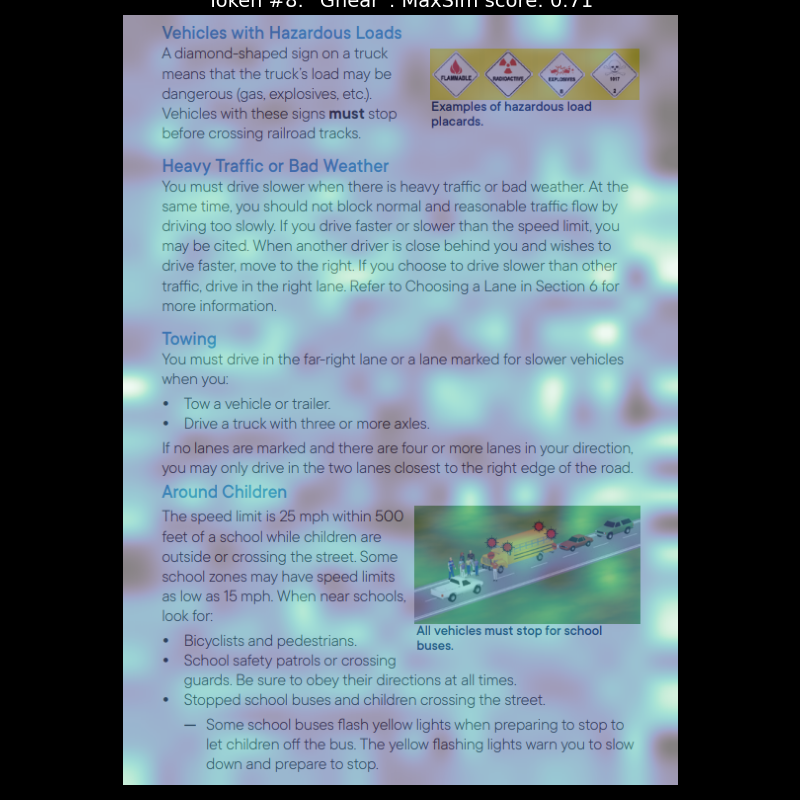 Token #8: "Ġnear". MaxSim score: 0.71
Vehicles with Hazardous Loads
A diamond-shaped sign on a truck
means that the truck's load may be
dangerous (gas, explosives, etc.).
Vehicles with these signs must stop
before crossing railroad tracks.
FLAMMABLE
RADIOACTIVE
EXPLOSIVES
1017
2
Examples of hazardous load
placards.
Heavy Traffic or Bad Weather
You must drive slower when there is heavy traffic or bad weather. At the
same time, you should not block normal and reasonable traffic flow by
driving too slowly. If you drive faster or slower than the speed limit, you
may be cited. When another driver is close behind you and wishes to
drive faster, move to the right. If you choose to drive slower than other
traffic, drive in the right lane. Refer to Choosing a Lane in Section 6 for
more information.
Towing
You must drive in the far-right lane or a lane marked for slower vehicles
when you:
• Tow a vehicle or trailer.
• Drive a truck with three or more axles.
If no lanes are marked and there are four or more lanes in your direction,
you may only drive in the two lanes closest to the right edge of the road.
Around Children
The speed limit is 25 mph within 500
feet of a school while children are
outside or crossing the street. Some
school zones may have speed limits
as low as 15 mph. When near schools,
look for:
All vehicles must stop for school
buses.
• Bicyclists and pedestrians.
• School safety patrols or crossing
guards. Be sure to obey their directions at all times.
• Stopped school buses and children crossing the street.
— Some school buses flash yellow lights when preparing to stop to
let children off the bus. The yellow flashing lights warn you to slow
down and prepare to stop.